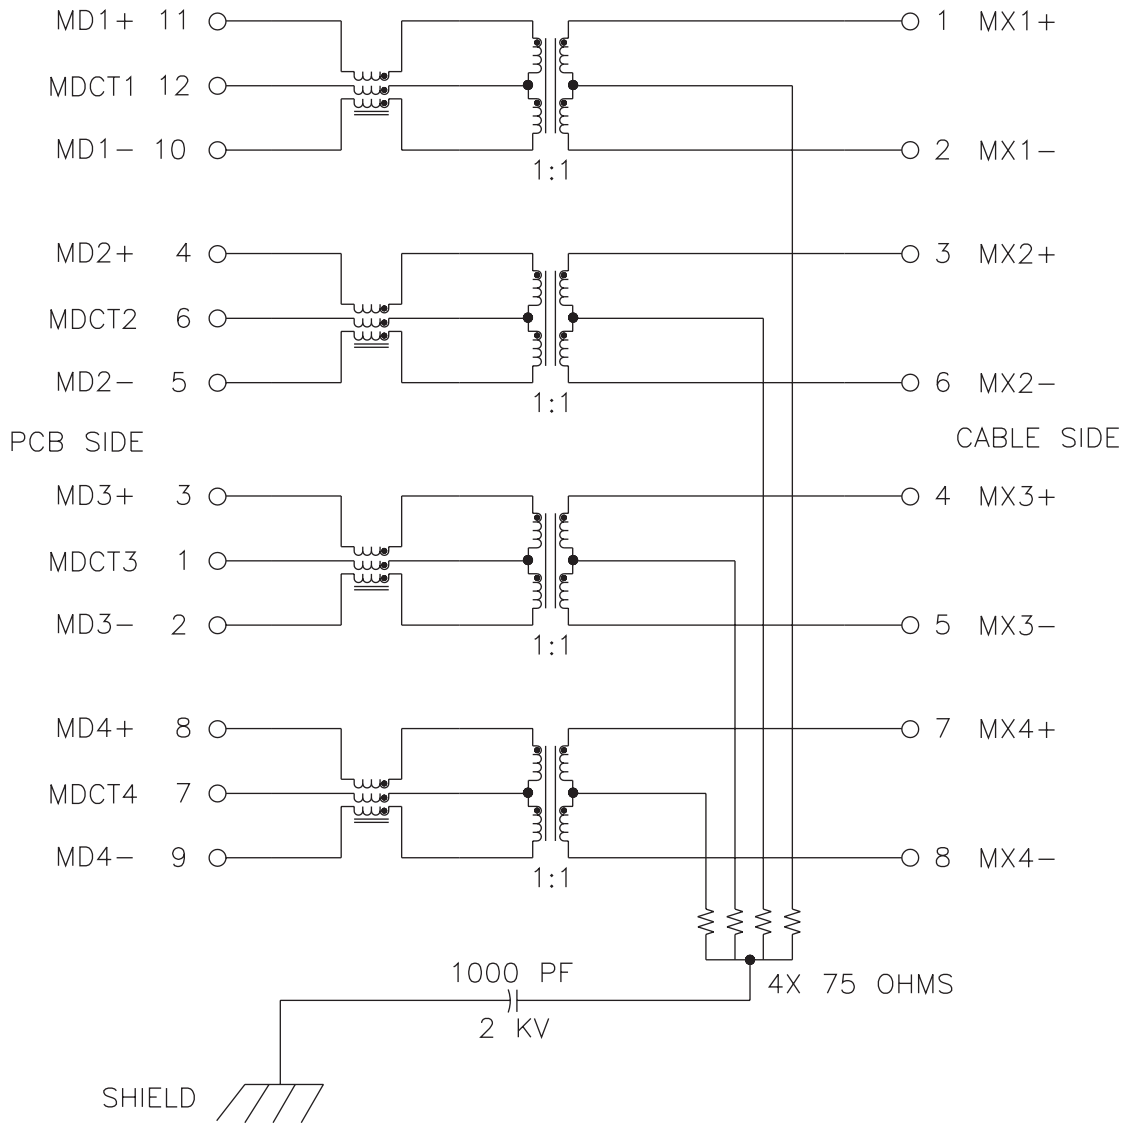 MD1+ 11 1 MX1+
MDCT1 12
MD1- 10 2 MX1-
1:1
MD2+ 4 3 MX2+
MDCT2 6
MD2- 5 6 MX2-
1:1
PCB SIDE CABLE SIDE
MD3+ 3 4 MX3+
MDCT3 1
MD3- 2 5 MX3-
1:1
MD4+ 8 7 MX4+
MDCT4 7
MD4- 9 8 MX4-
1:1
1000 PF
4X 75 OHMS
2 KV
SHIELD